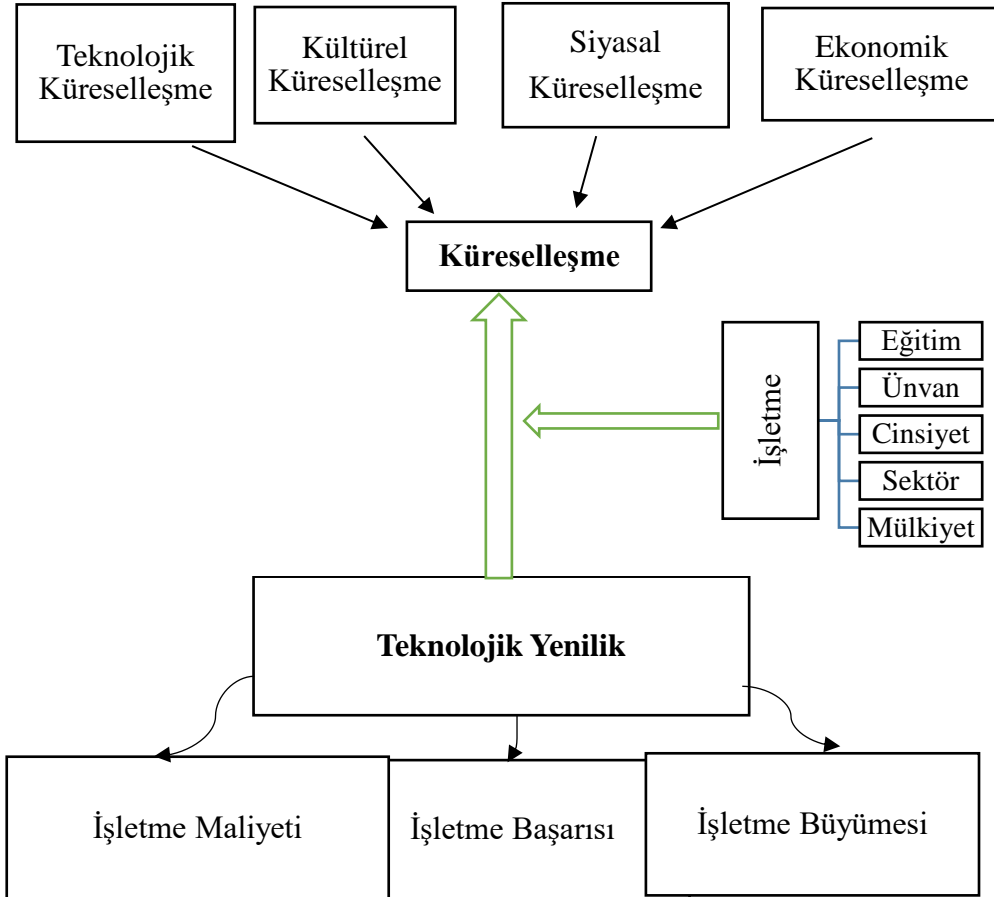 Teknolojik
Küreselleşme
Kültürel
Küreselleşme
Siyasal
Küreselleşme
Ekonomik
Küreselleşme
Küreselleşme
İşletme
Eğitim
Ünvan
Cinsiyet
Sektör
Mülkiyet
Teknolojik Yenilik
İşletme Maliyeti
İşletme Başarısı
İşletme Büyümesi